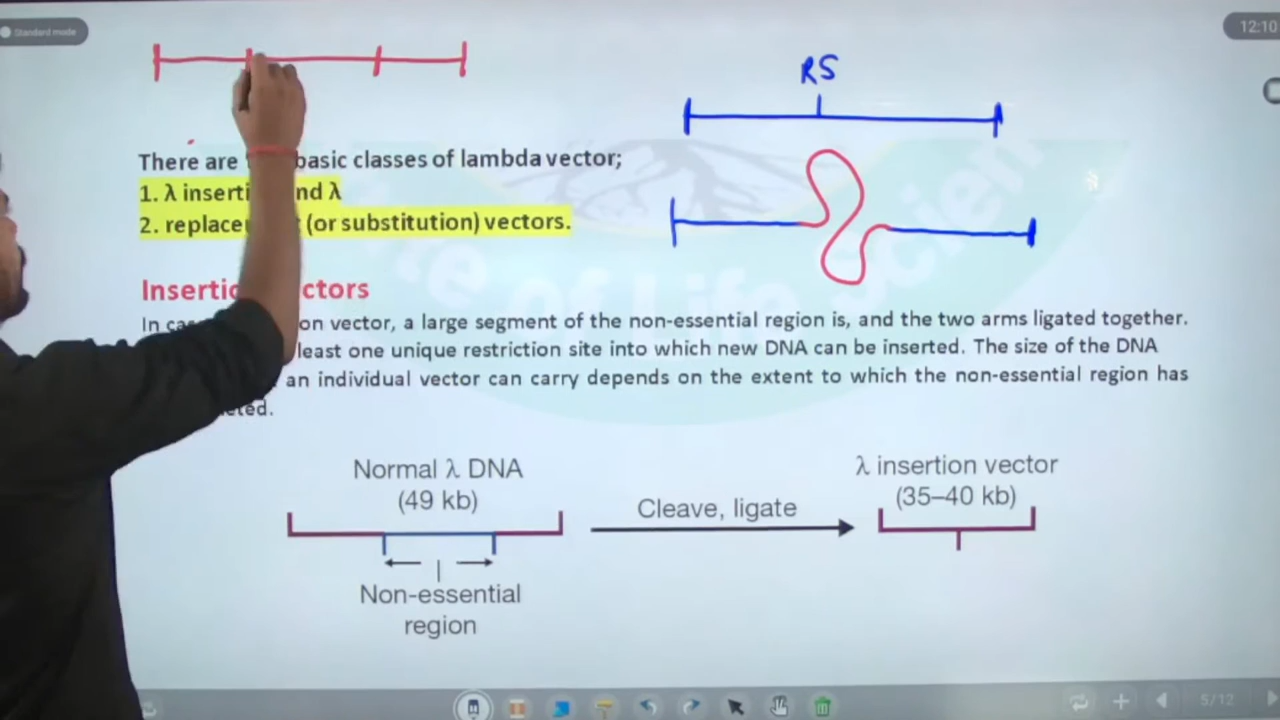 Standard mode
12:10
RS
There are basic classes of lambda vector;
1. λ inserti nd λ
2. replace (or substitution) vectors.
Insertio ctors
In ca on vector, a large segment of the non-essential region is, and the two arms ligated together.
least one unique restriction site into which new DNA can be inserted. The size of the DNA
an individual vector can carry depends on the extent to which the non-essential region has
eted.
Normal λ DNA
(49 kb)
Cleave, ligate
λ insertion vector
(35–40 kb)
Non-essential
region
5/12